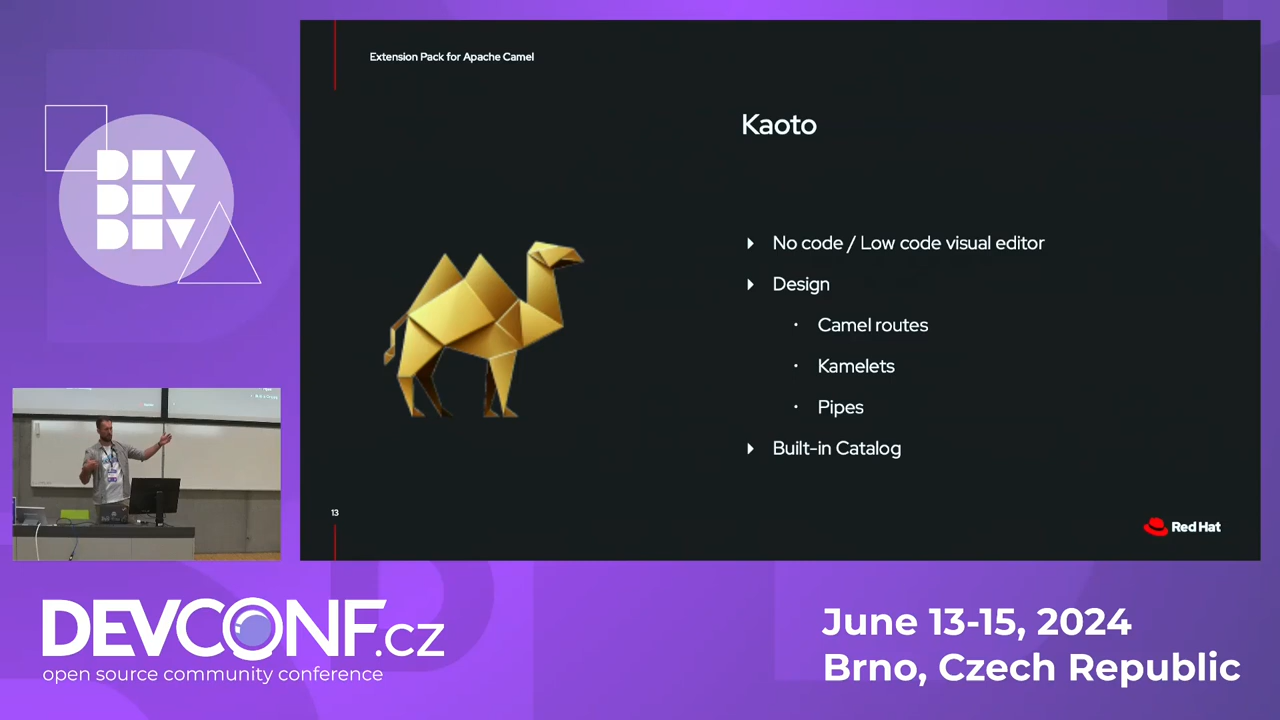 Extension Pack for Apache Camel
Kaoto
No code / Low code visual editor
Design
Camel routes
Kamelets
Pipes
Built-in Catalog
13
Red Hat
DEV
DEV
DEV
DEVCONF.cz
open source community conference
June 13-15, 2024
Brno, Czech Republic